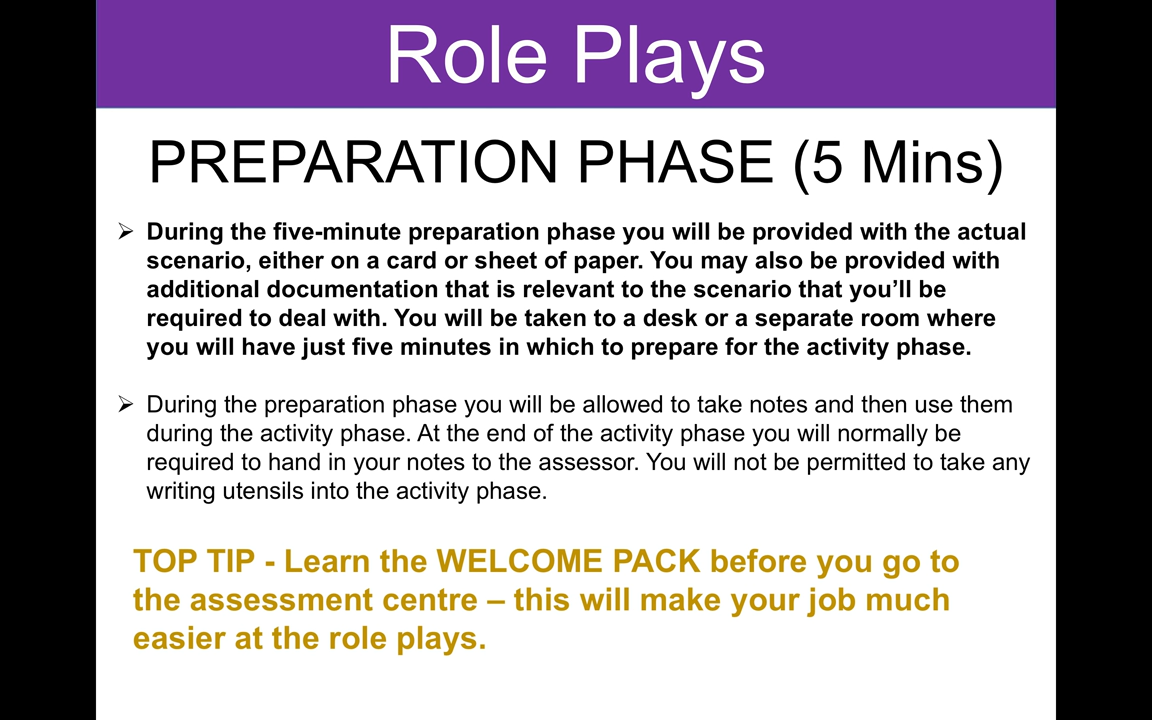 Role Plays
PREPARATION PHASE (5 Mins)
➢ During the five-minute preparation phase you will be provided with the actual
scenario, either on a card or sheet of paper. You may also be provided with
additional documentation that is relevant to the scenario that you’ll be
required to deal with. You will be taken to a desk or a separate room where
you will have just five minutes in which to prepare for the activity phase.
➢ During the preparation phase you will be allowed to take notes and then use them
during the activity phase. At the end of the activity phase you will normally be
required to hand in your notes to the assessor. You will not be permitted to take any
writing utensils into the activity phase.
TOP TIP - Learn the WELCOME PACK before you go to
the assessment centre – this will make your job much
easier at the role plays.